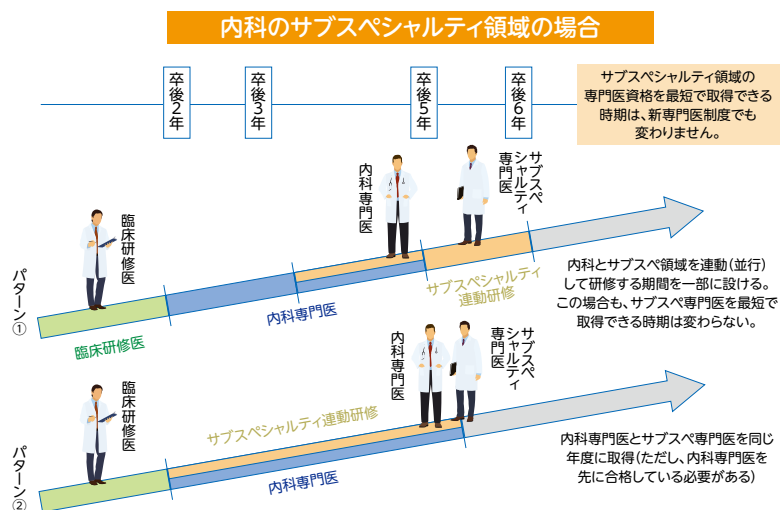 内科のサブスペシャルティ領域の場合
卒後2年
卒後3年
卒後5年
卒後6年
サブスペシャルティ領域の
専門医資格を最短で取得できる
時期は、新専門医制度でも
変わりません。
パターン①
臨床研修医
臨床研修医
内科専門医
内科専門医
サブスペ
シャルティ
専門医
サブスペシャルティ
連動研修
内科とサブスペ領域を連動(並行)
して研修する期間を一部に設ける。
この場合も、サブスペ専門医を最短で
取得できる時期は変わらない。
パターン②
臨床研修医
サブスペシャルティ連動研修
内科専門医
内科専門医
サブスペ
シャルティ
専門医
内科専門医とサブスペ専門医を同じ
年度に取得(ただし、内科専門医を
先に合格している必要がある)